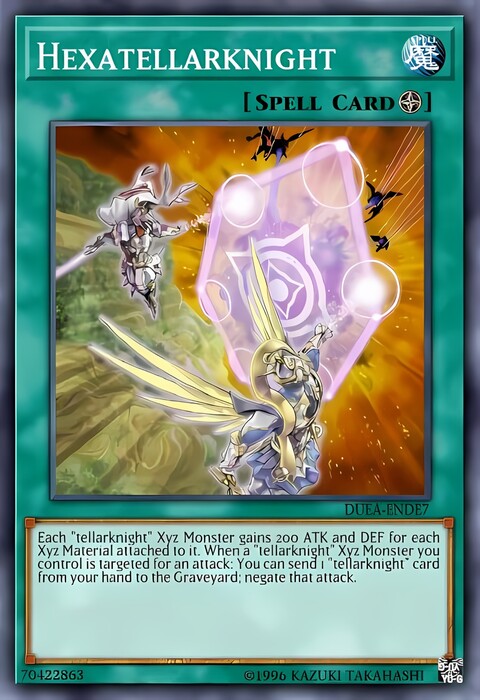 HEXATELLARKNIGHT
[SPELL CARD]
DUEA-ENDE7
Each "tellarknight" Xyz Monster gains 200 ATK and DEF for each
Xyz Material attached to it. When a "tellarknight" Xyz Monster you
control is targeted for an attack: You can send 1 "tellarknight" card
from your hand to the Graveyard; negate that attack.
70422863
©1996 KAZUKI TAKAHASHI